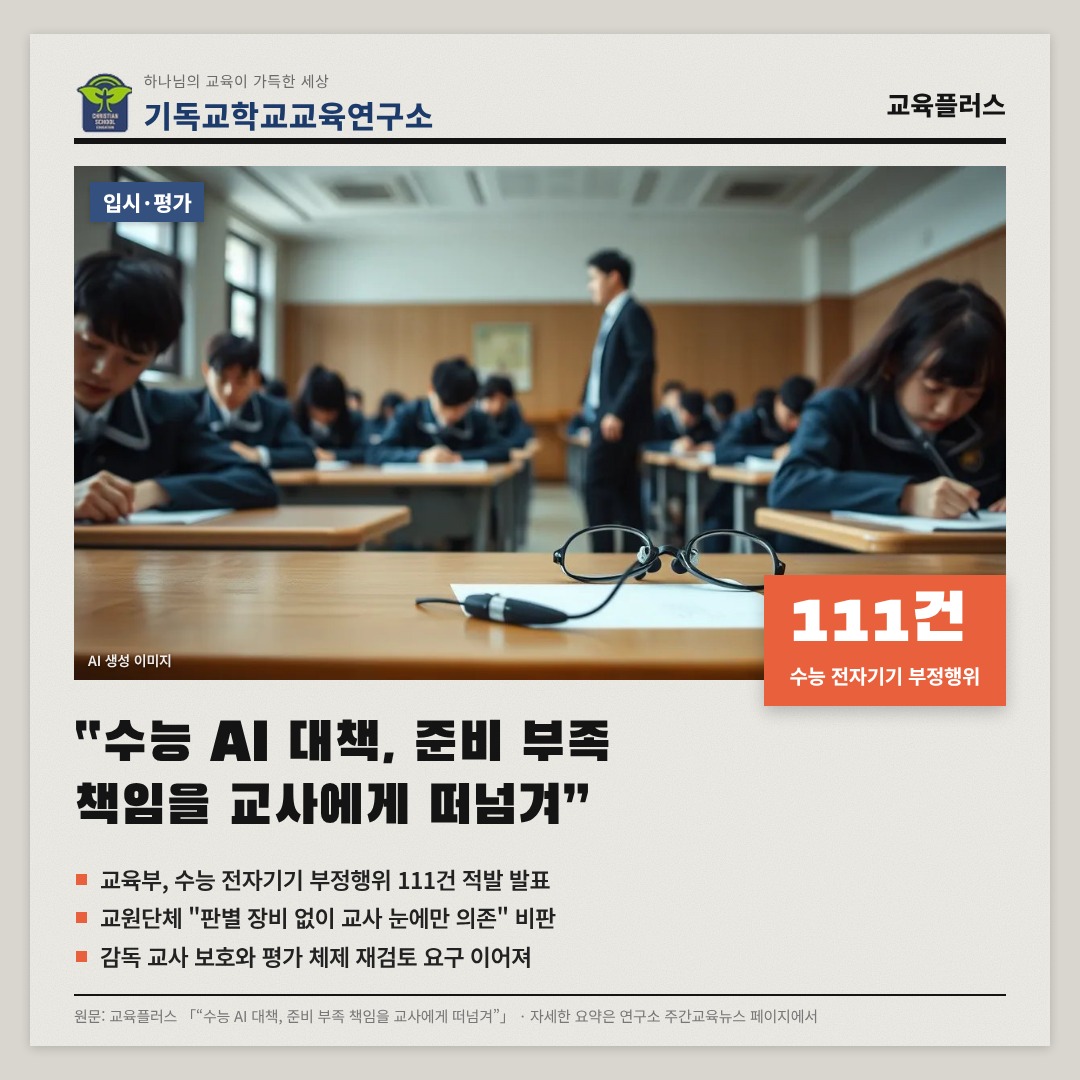 하나님의 교육이 가득한 세상
기독교학교교육연구소
CHRISTIAN
SCHOOL
EDUCATION
교육플러스
입시·평가
AI 생성 이미지
111건
수능 전자기기 부정행위
“수능 AI 대책, 준비 부족
책임을 교사에게 떠넘겨”
교육부, 수능 전자기기 부정행위 111건 적발 발표
교원단체 "판별 장비 없이 교사 눈에만 의존" 비판
감독 교사 보호와 평가 체제 재검토 요구 이어져
원문: 교육플러스 「“수능 AI 대책, 준비 부족 책임을 교사에게 떠넘겨”」 · 자세한 요약은 연구소 주간교육뉴스 페이지에서